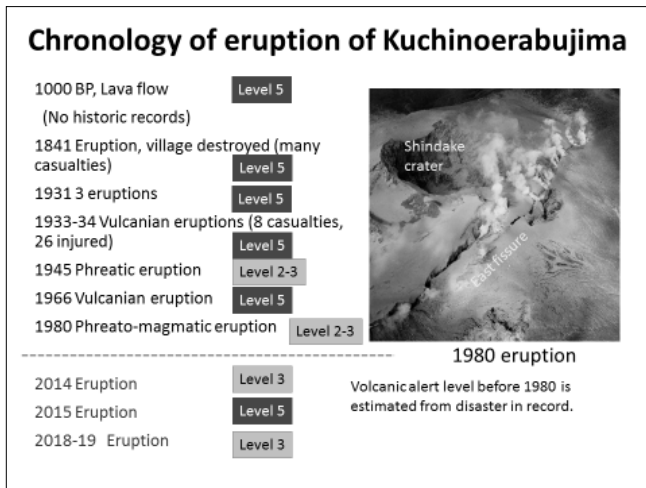 Chronology of eruption of Kuchinoerabujima
1000 BP, Lava flow Level 5
(No historic records)
1841 Eruption, village destroyed (many
casualties)
Level 5
1931 3 eruptions Level 5
1933-34 Vulcanian eruptions (8 casualties,
26 injured)
Level 5
1945 Phreatic eruption Level 2-3
1966 Vulcanian eruption Level 5
1980 Phreato-magmatic eruption Level 2-3
2014 Eruption Level 3
2015 Eruption Level 5
2018-19 Eruption Level 3
Shindake
crater
East fissure
1980 eruption
Volcanic alert level before 1980 is
estimated from disaster in record.